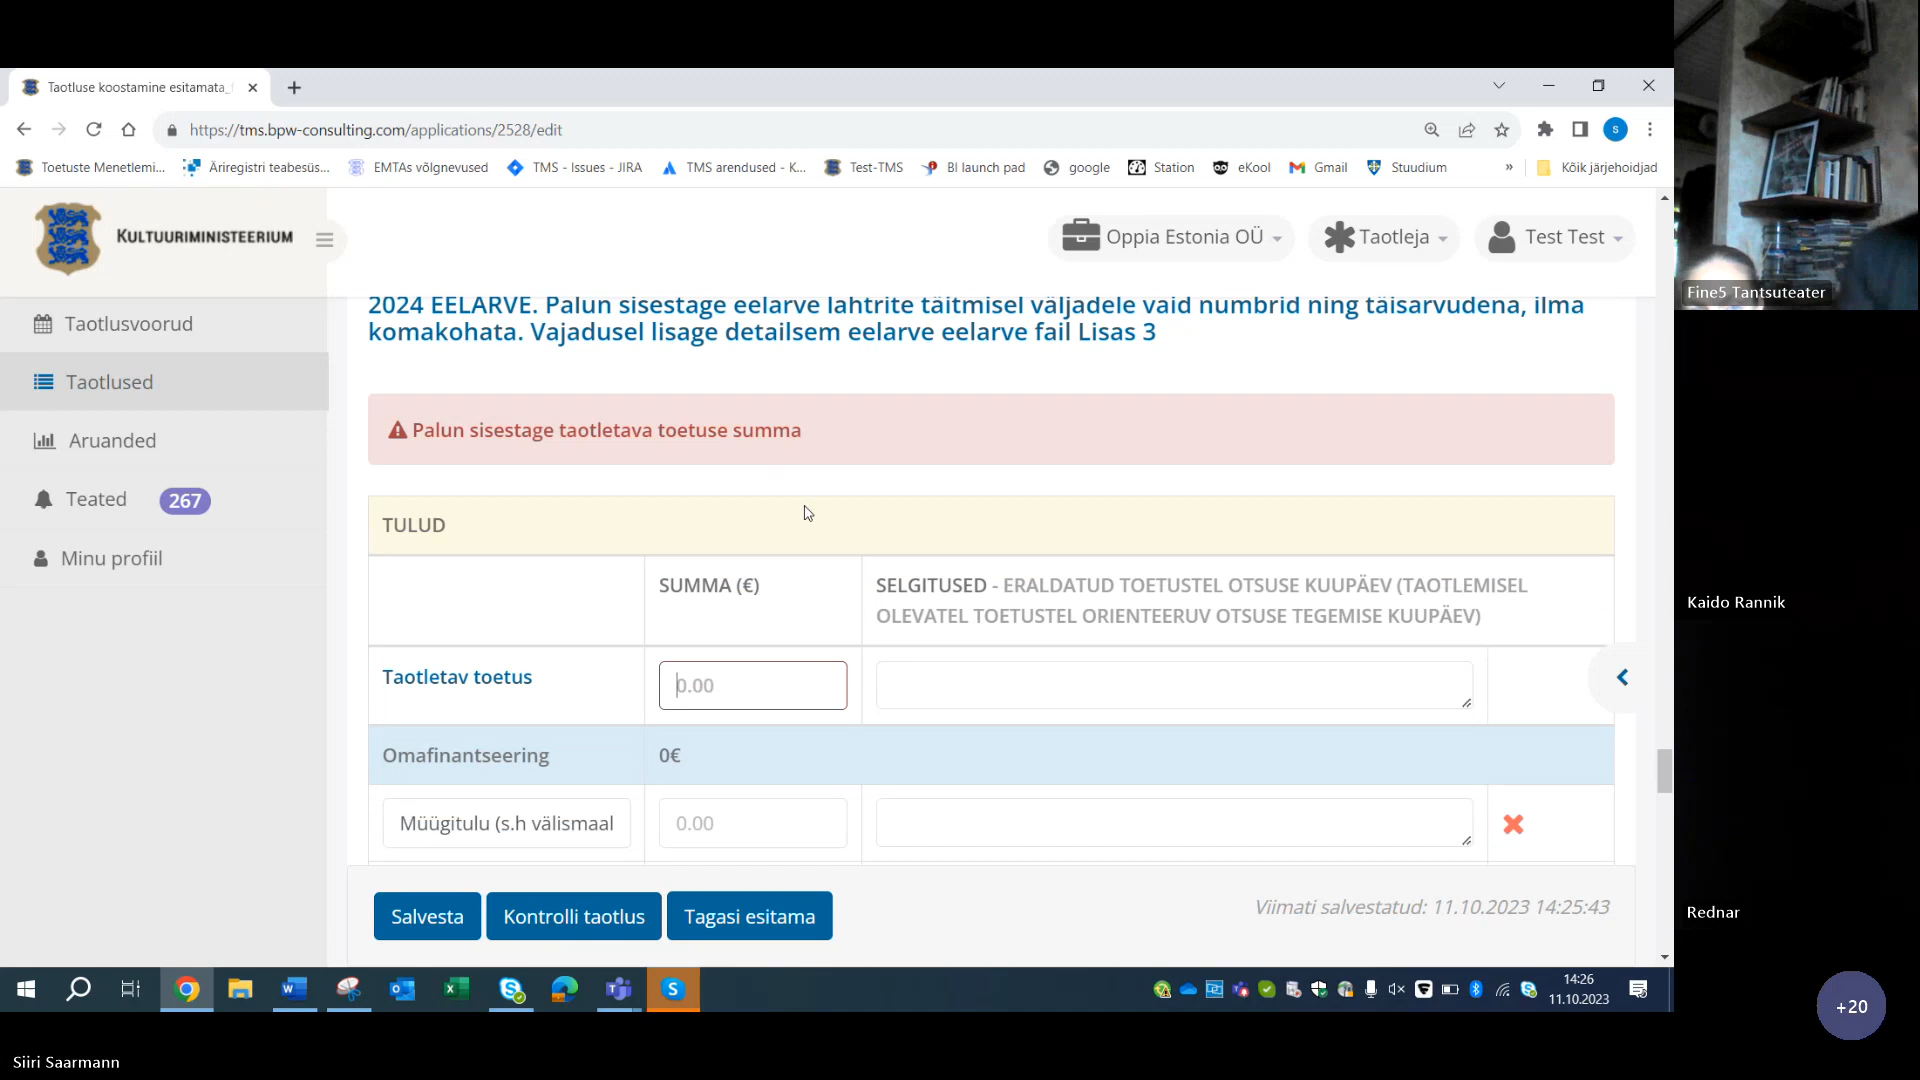 Taotluse koostamine esitamata_
https://tms.bpw-consulting.com/applications/2528/edit
S
Toetuste Menetlemi...
Äriregistri teabesüs...
EMTAs võlgnevused
TMS - Issues - JIRA
TMS arendused - K...
Test-TMS
BI launch pad
google
Station
eKool
Gmail
Stuudium
»
Kõik järjehoidjad
KULTUURIMINISTEERIUM
Oppia Estonia OÜ
Taotleja
Test Test
Taotlusvoorud
Taotlused
Aruanded
Teated
267
Minu profiil
2024 EELARVE. Palun sisestage eelarve lahtrite täitmisel väljadele vaid numbrid ning täisarvudena, ilma
komakohata. Vajadusel lisage detailsem eelarve eelarve fail Lisas 3
Palun sisestage taotletava toetuse summa
TULUD
SUMMA (€)
SELGITUSED - ERALDATUD TOETUSTEL OTSUSE KUUPÄEV (TAOTLEMISEL
OLEVATEL TOETUSTEL ORIENTEERUV OTSUSE TEGEMISE KUUPÄEV)
Taotletav toetus
0.00
Omafinantseering
0€
Müügitulu (s.h välismaal
0.00
Salvesta
Kontrolli taotlus
Tagasi esitama
Viimati salvestatud: 11.10.2023 14:25:43
14:26
11.10.2023
Fine5 Tantsuteater
Kaido Rannik
Rednar
+20
Siiri Saarmann